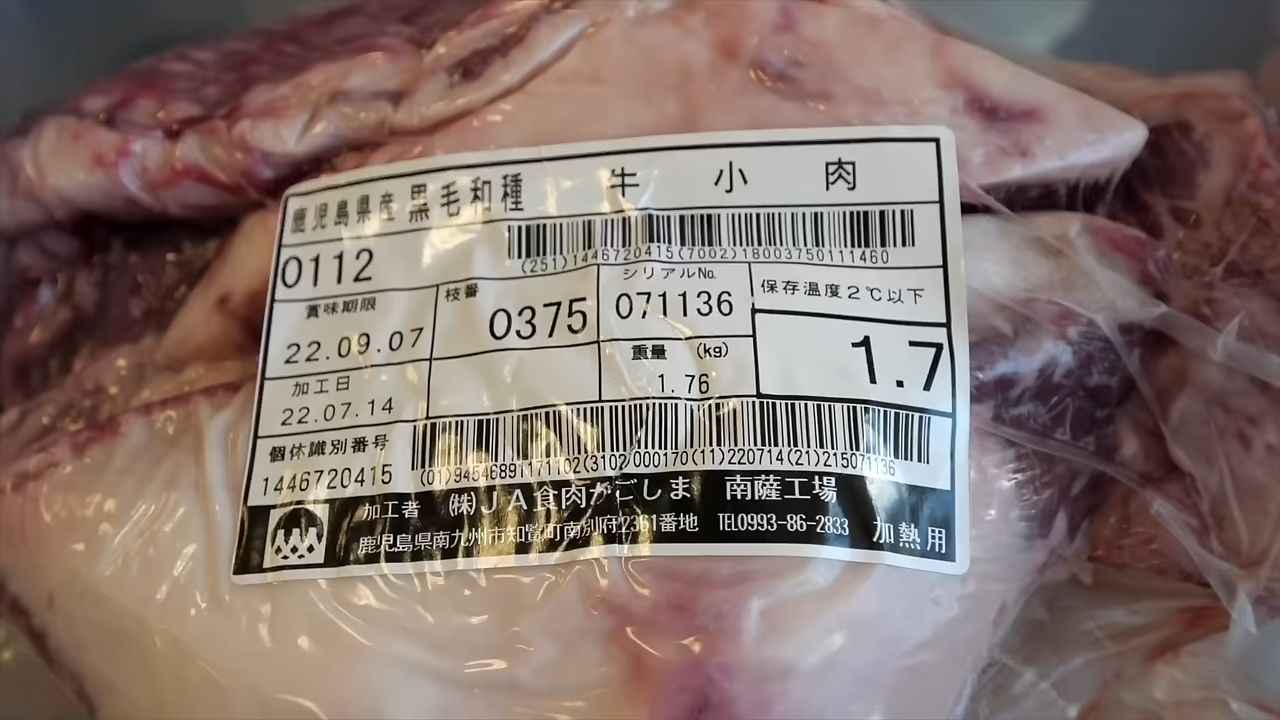 鹿児島県産 黒毛和種 牛 小 肉
0112
(251)1446720415(7002)18003750111460
賞味期限
22.09.07
枝番
0375
シリアルNo.
071136
保存温度2℃以下
重量 (kg)
1.76
1.7
加工日
22.07.14
個体識別番号
1446720415
(01)94546891171102(3102)000170(11)220714(21)215071136
加工者 (株)JA食肉かごしま 南薩工場
鹿児島県南九州市知覧町南別府22361番地 TEL0993-86-2833 加熱用